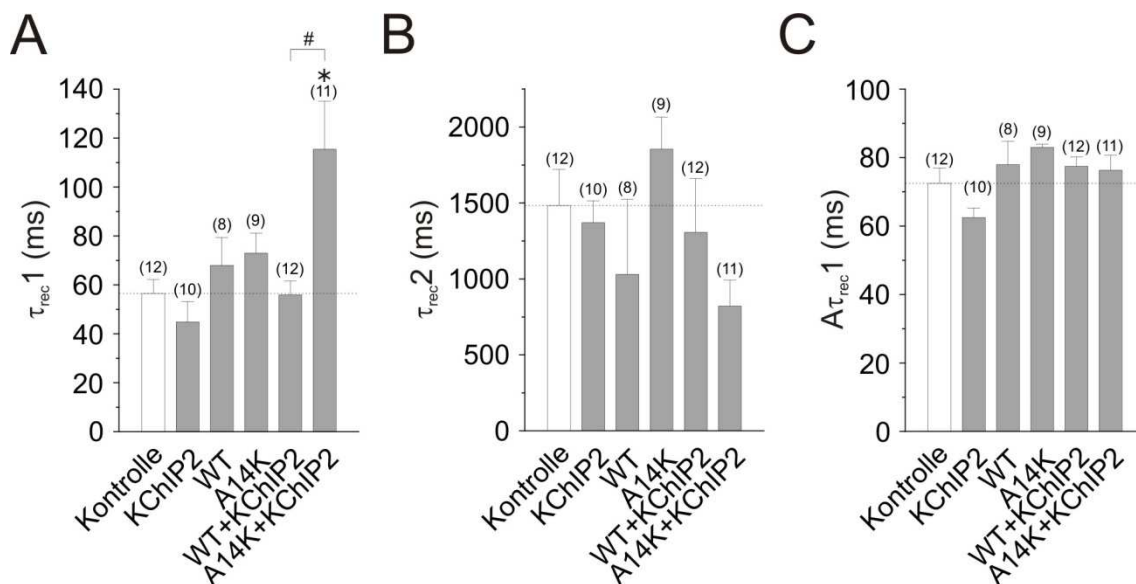 A
#
*
140
120
100
80
60
40
20
0
τrec1 (ms)
(12)
(10)
(8)
(9)
(12)
(11)
Kontrolle
KChIP2
WT
A14K
WT+KChIP2
A14K+KChIP2
B
2000
1500
1000
500
0
τrec2 (ms)
(12)
(10)
(8)
(9)
(12)
(11)
Kontrolle
KChIP2
WT
A14K
WT+KChIP2
A14K+KChIP2
C
100
80
60
40
20
0
Aτrec1 (ms)
(12)
(10)
(8)
(9)
(12)
(11)
Kontrolle
KChIP2
WT
A14K
WT+KChIP2
A14K+KChIP2